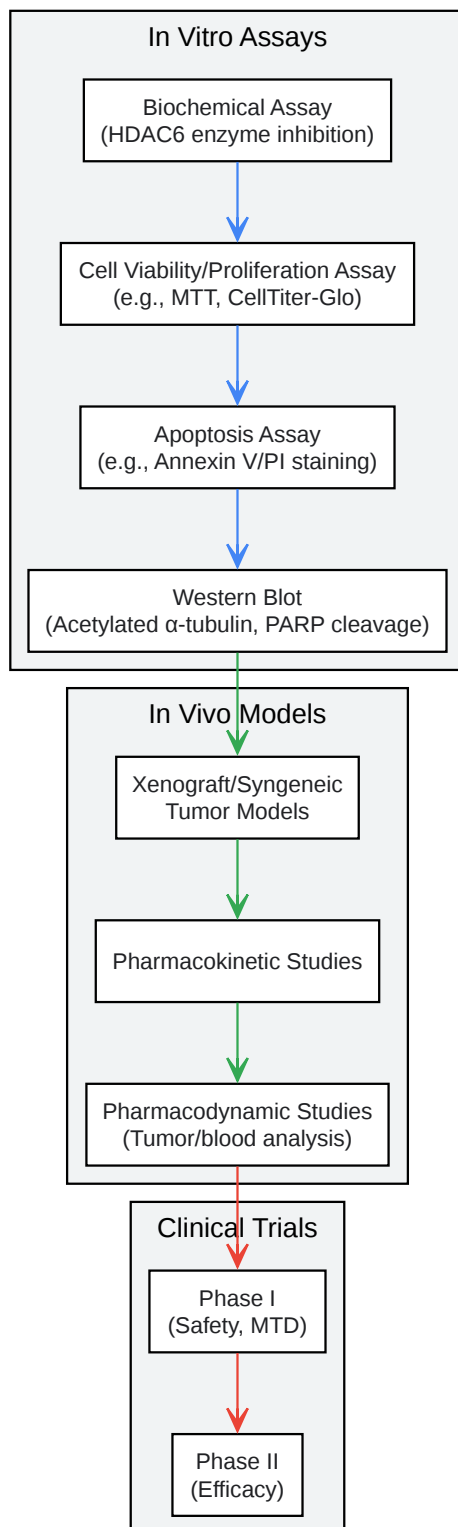 In Vitro Assays
Biochemical Assay
(HDAC6 enzyme inhibition)
Cell Viability/Proliferation Assay
(e.g., MTT, CellTiter-Glo)
Apoptosis Assay
(e.g., Annexin V/PI staining)
Western Blot
(Acetylated α-tubulin, PARP cleavage)
In Vivo Models
Xenograft/Syngeneic
Tumor Models
Pharmacokinetic Studies
Pharmacodynamic Studies
(Tumor/blood analysis)
Clinical Trials
Phase I
(Safety, MTD)
Phase II
(Efficacy)